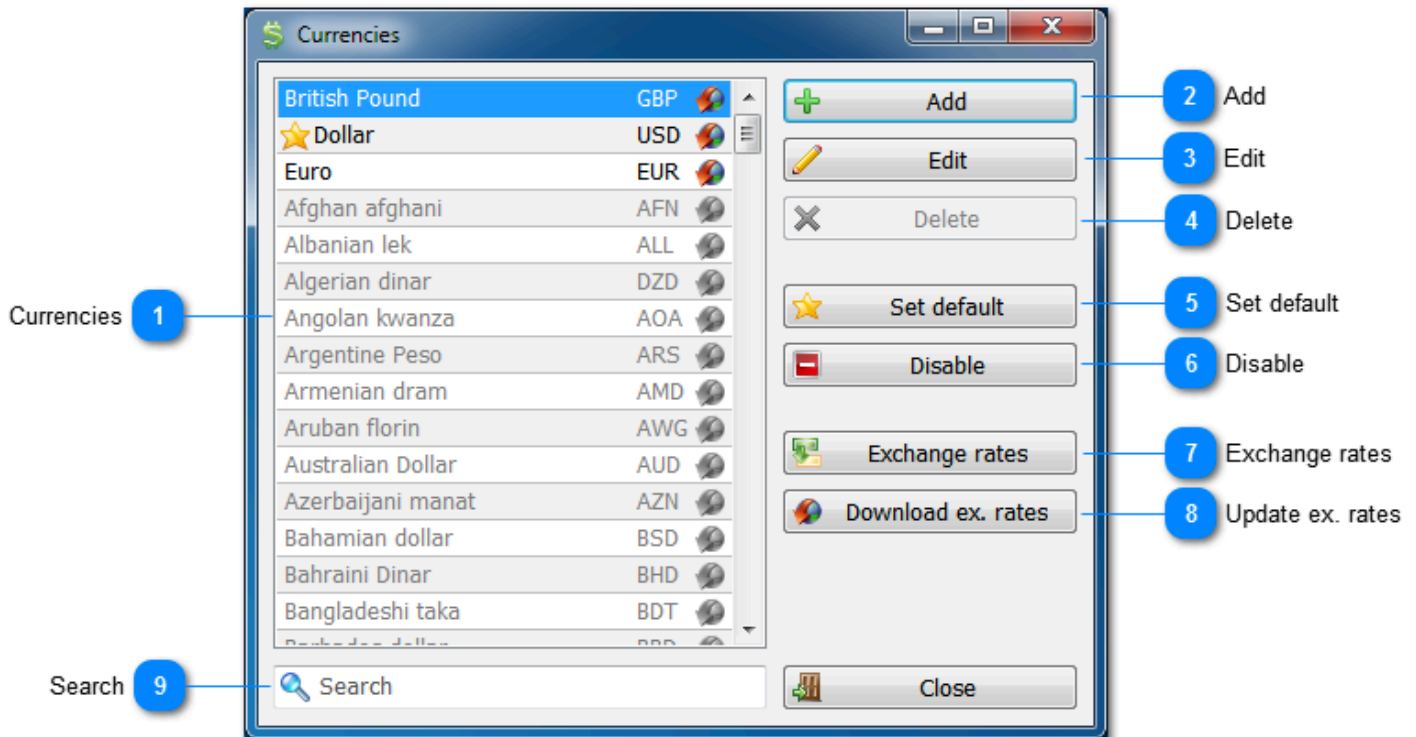 Currencies
British Pound GBP
Dollar USD
Euro EUR
Afghan afghani AFN
Albanian lek ALL
Algerian dinar DZD
Angolan kwanza AOA
Argentine Peso ARS
Armenian dram AMD
Aruban florin AWG
Australian Dollar AUD
Azerbaijani manat AZN
Bahamian dollar BSD
Bahraini Dinar BHD
Bangladeshi taka BDT
Search
Add
Edit
Delete
Set default
Disable
Exchange rates
Download ex. rates
Close
Currencies 1
2 Add
3 Edit
4 Delete
5 Set default
6 Disable
7 Exchange rates
8 Update ex. rates
Search 9